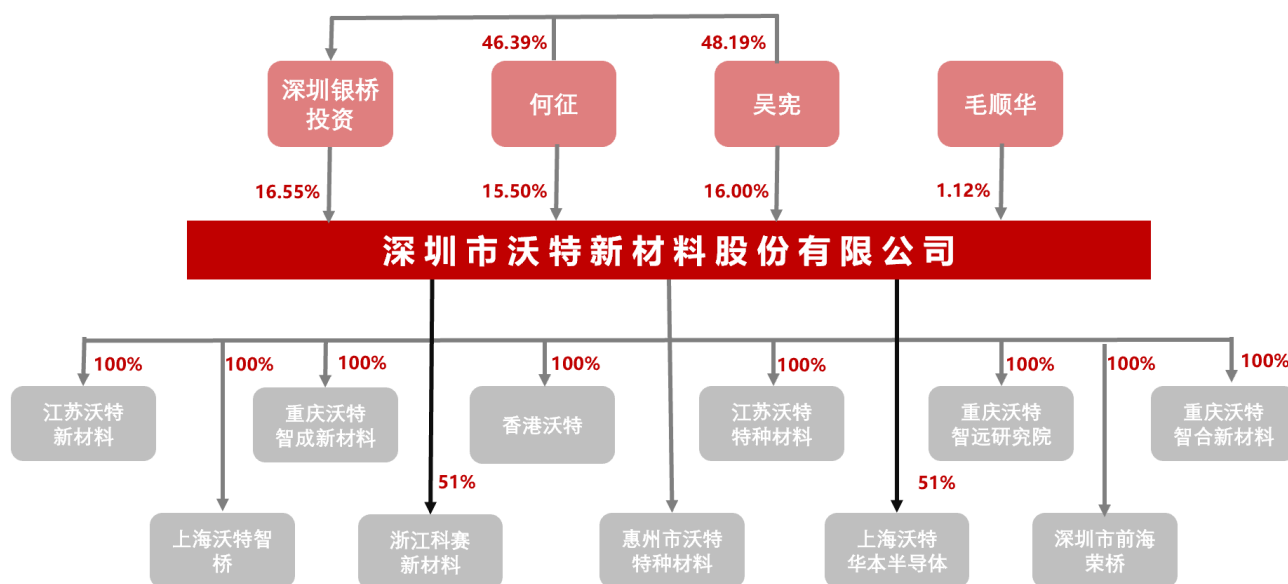 46.39%
48.19%
深圳银桥
投资
何征
吴宪
毛顺华
16.55%
15.50%
16.00%
1.12%
深圳市沃特新材料股份有限公司
100%
100%
100%
100%
100%
100%
100%
100%
江苏沃特
新材料
重庆沃特
智成新材料
香港沃特
江苏沃特
特种材料
重庆沃特
智远研究院
重庆沃特
智合新材料
51%
51%
上海沃特智
桥
浙江科赛
新材料
惠州市沃特
特种材料
上海沃特
华本半导体
深圳市前海
荣桥